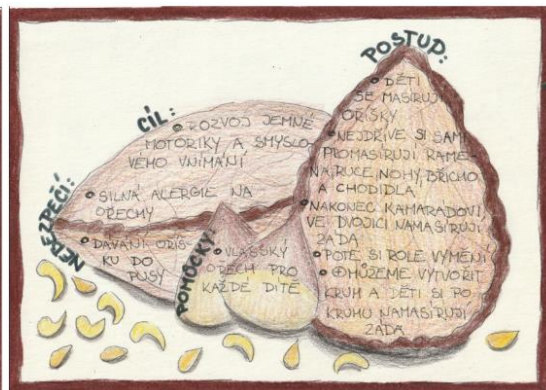 CÍL:
• ROZVOJ JEMNÉ
MOTORIKY A SMYSLO-
VÉHO VNÍMÁNÍ
NEBEZPEČÍ:
• SILNÁ ALERGIE NA
OŘECHY
• DÁVÁNÍ OŘÍŠ-
KU DO
PUSY
POMŮCKY:
• VLAŠSKÝ
OŘECH PRO
KAŽDÉ DÍTĚ
POSTUP:
• DĚTI
SE MASÍRUJÍ
OŘÍŠKY
• NEJDŘÍVE SI SAMI
PROMASÍRUJÍ RAME-
NA, RUCE, NOHY, BŘICHO
A CHODIDLA
• NAKONEC KAMARÁDOVI
VE DVOJICI NAMASÍRUJÍ
ZÁDA
• POTÉ SI ROLE VYMĚNÍ
• MŮŽEME VYTVOŘIT
KRUH A DĚTI SI PO
KRUHU NAMASÍRUJÍ
ZÁDA